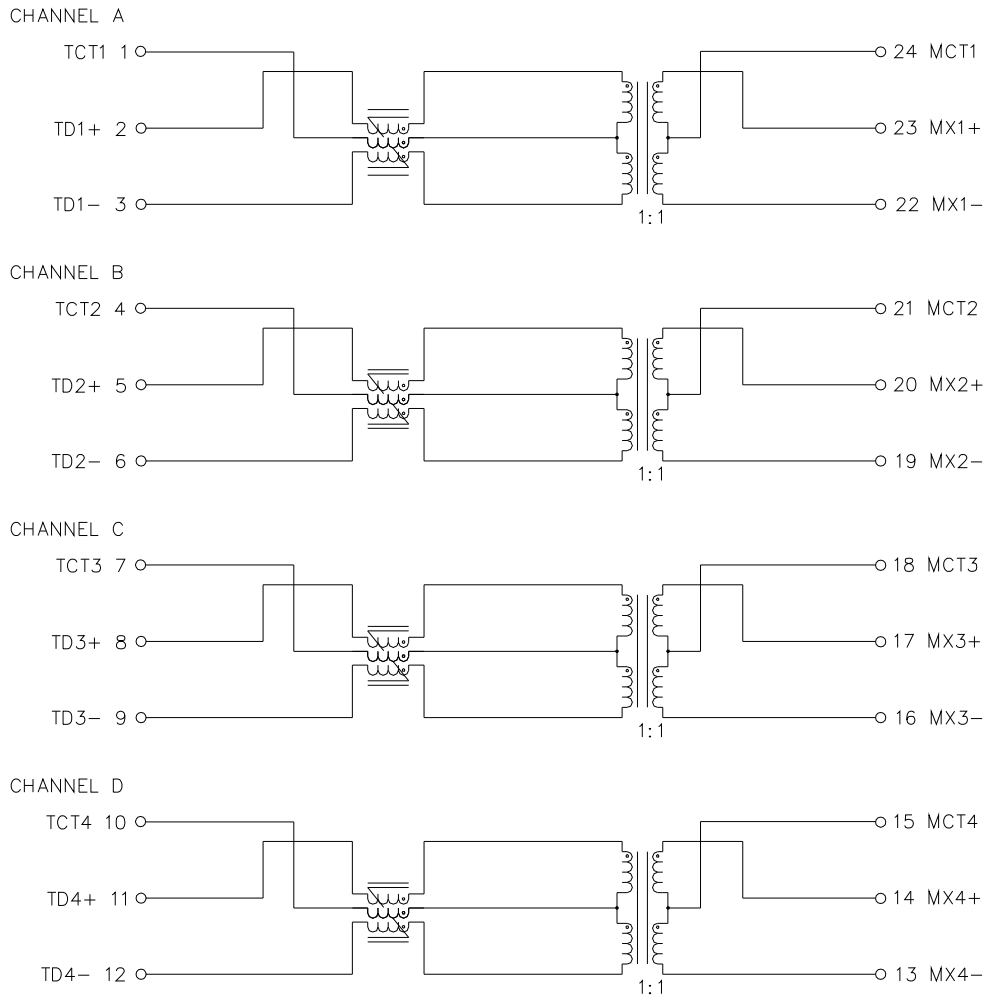 CHANNEL A
TCT1 1 24 MCT1
TD1+ 2 23 MX1+
TD1- 3 22 MX1-
1:1
CHANNEL B
TCT2 4 21 MCT2
TD2+ 5 20 MX2+
TD2- 6 19 MX2-
1:1
CHANNEL C
TCT3 7 18 MCT3
TD3+ 8 17 MX3+
TD3- 9 16 MX3-
1:1
CHANNEL D
TCT4 10 15 MCT4
TD4+ 11 14 MX4+
TD4- 12 13 MX4-
1:1